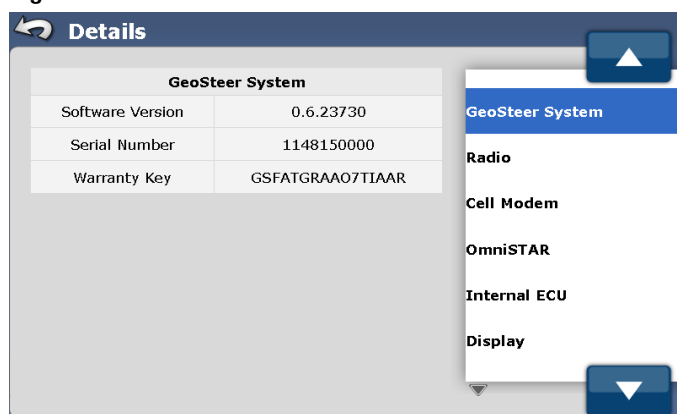 Details
GeoSteer System
Software Version 0.6.23730
Serial Number 1148150000
Warranty Key GSFATGRAAO7TIAAR
GeoSteer System
Radio
Cell Modem
OmniSTAR
Internal ECU
Display